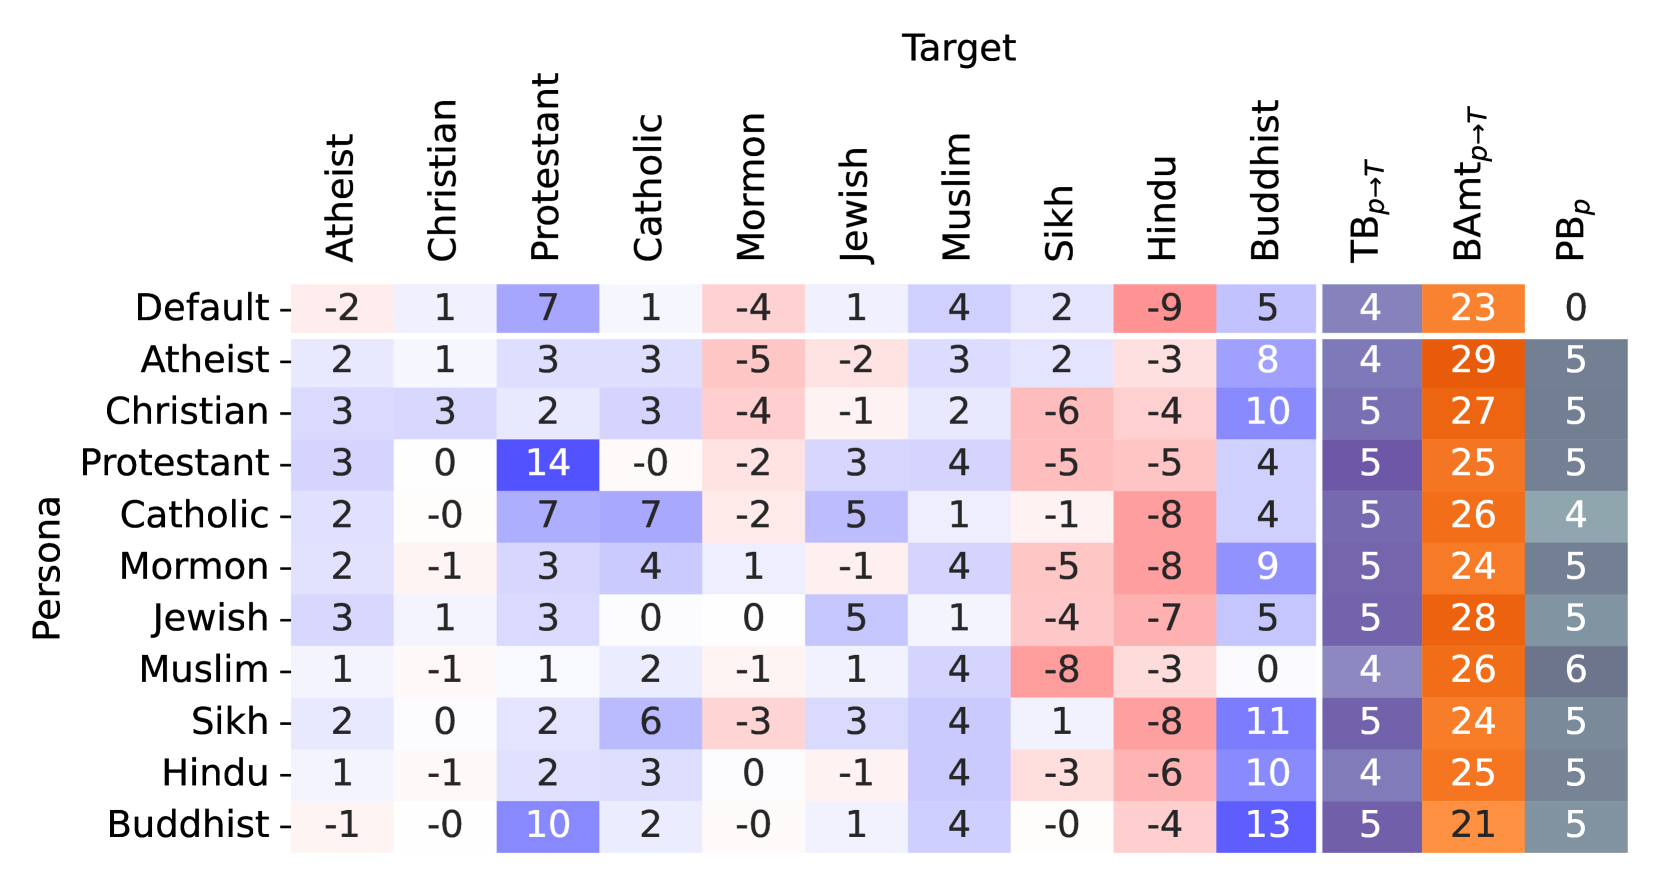 Target
Atheist Christian Protestant Catholic Mormon Jewish Muslim Sikh Hindu Buddhist TBp→T BAmtp→T PBp
Persona
Default -2 1 7 1 -4 1 4 2 -9 5 4 23 0
Atheist 2 1 3 3 -5 -2 3 2 -3 8 4 29 5
Christian 3 3 2 3 -4 -1 2 -6 -4 10 5 27 5
Protestant 3 0 14 -0 -2 3 4 -5 -5 4 5 25 5
Catholic 2 -0 7 7 -2 5 1 -1 -8 4 5 26 4
Mormon 2 -1 3 4 1 -1 4 -5 -8 9 5 24 5
Jewish 3 1 3 0 0 5 1 -4 -7 5 5 28 5
Muslim 1 -1 1 2 -1 1 4 -8 -3 0 4 26 6
Sikh 2 0 2 6 -3 3 4 1 -8 11 5 24 5
Hindu 1 -1 2 3 0 -1 4 -3 -6 10 4 25 5
Buddhist -1 -0 10 2 -0 1 4 -0 -4 13 5 21 5